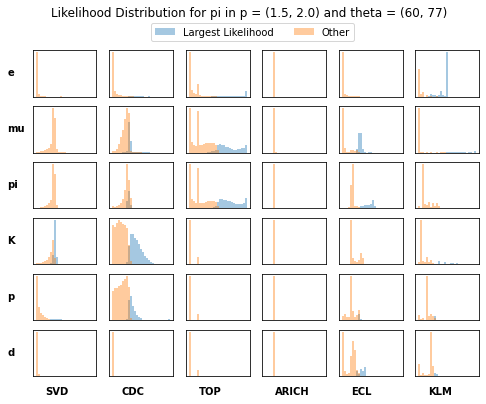 Likelihood Distribution for pi in p = (1.5, 2.0) and theta = (60, 77)
Largest Likelihood Other
e
mu
pi
K
p
d
SVD CDC TOP ARICH ECL KLM